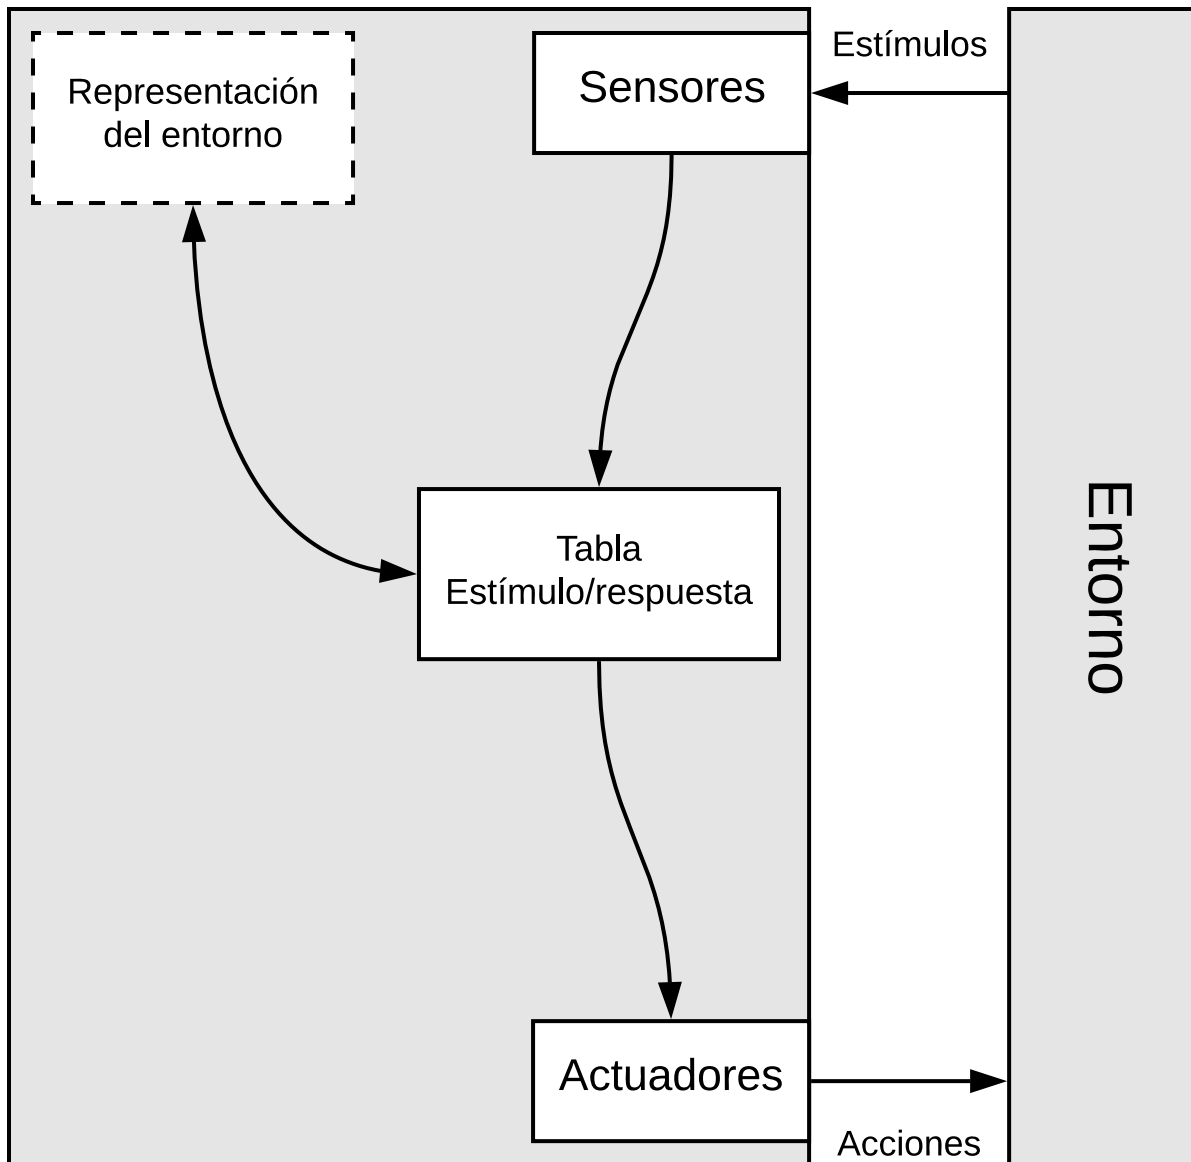 Representación
del entorno
Sensores
Estímulos
Tabla
Estímulo/respuesta
Entorno
Actuadores
Acciones